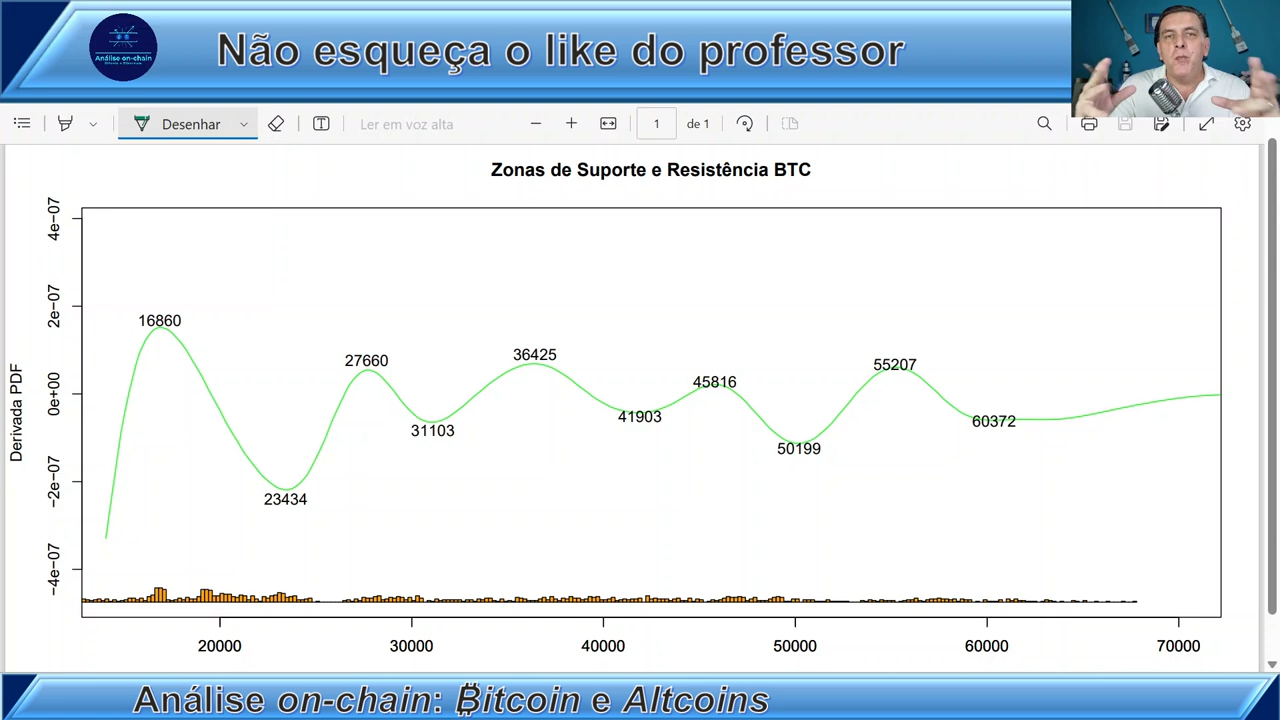 Não esqueça o like do professor
Análise on-chain
Desenhar
Ler em voz alta
1
de 1
Zonas de Suporte e Resistência BTC
Derivada PDF
4e−07
2e−07
0e+00
−2e−07
−4e−07
16860
23434
27660
31103
36425
41903
45816
50199
55207
60372
20000
30000
40000
50000
60000
70000
Análise on-chain: ₿itcoin e Altcoins